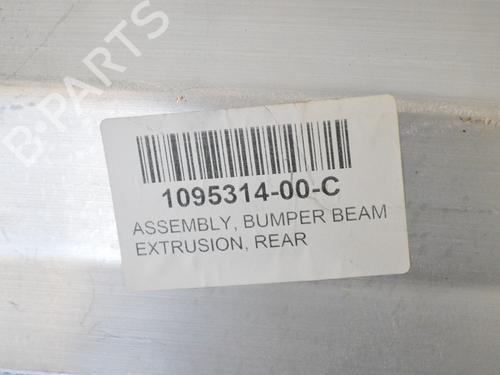 B-PARTS
1095314-00-C
ASSEMBLY, BUMPER BEAM
EXTRUSION, REAR